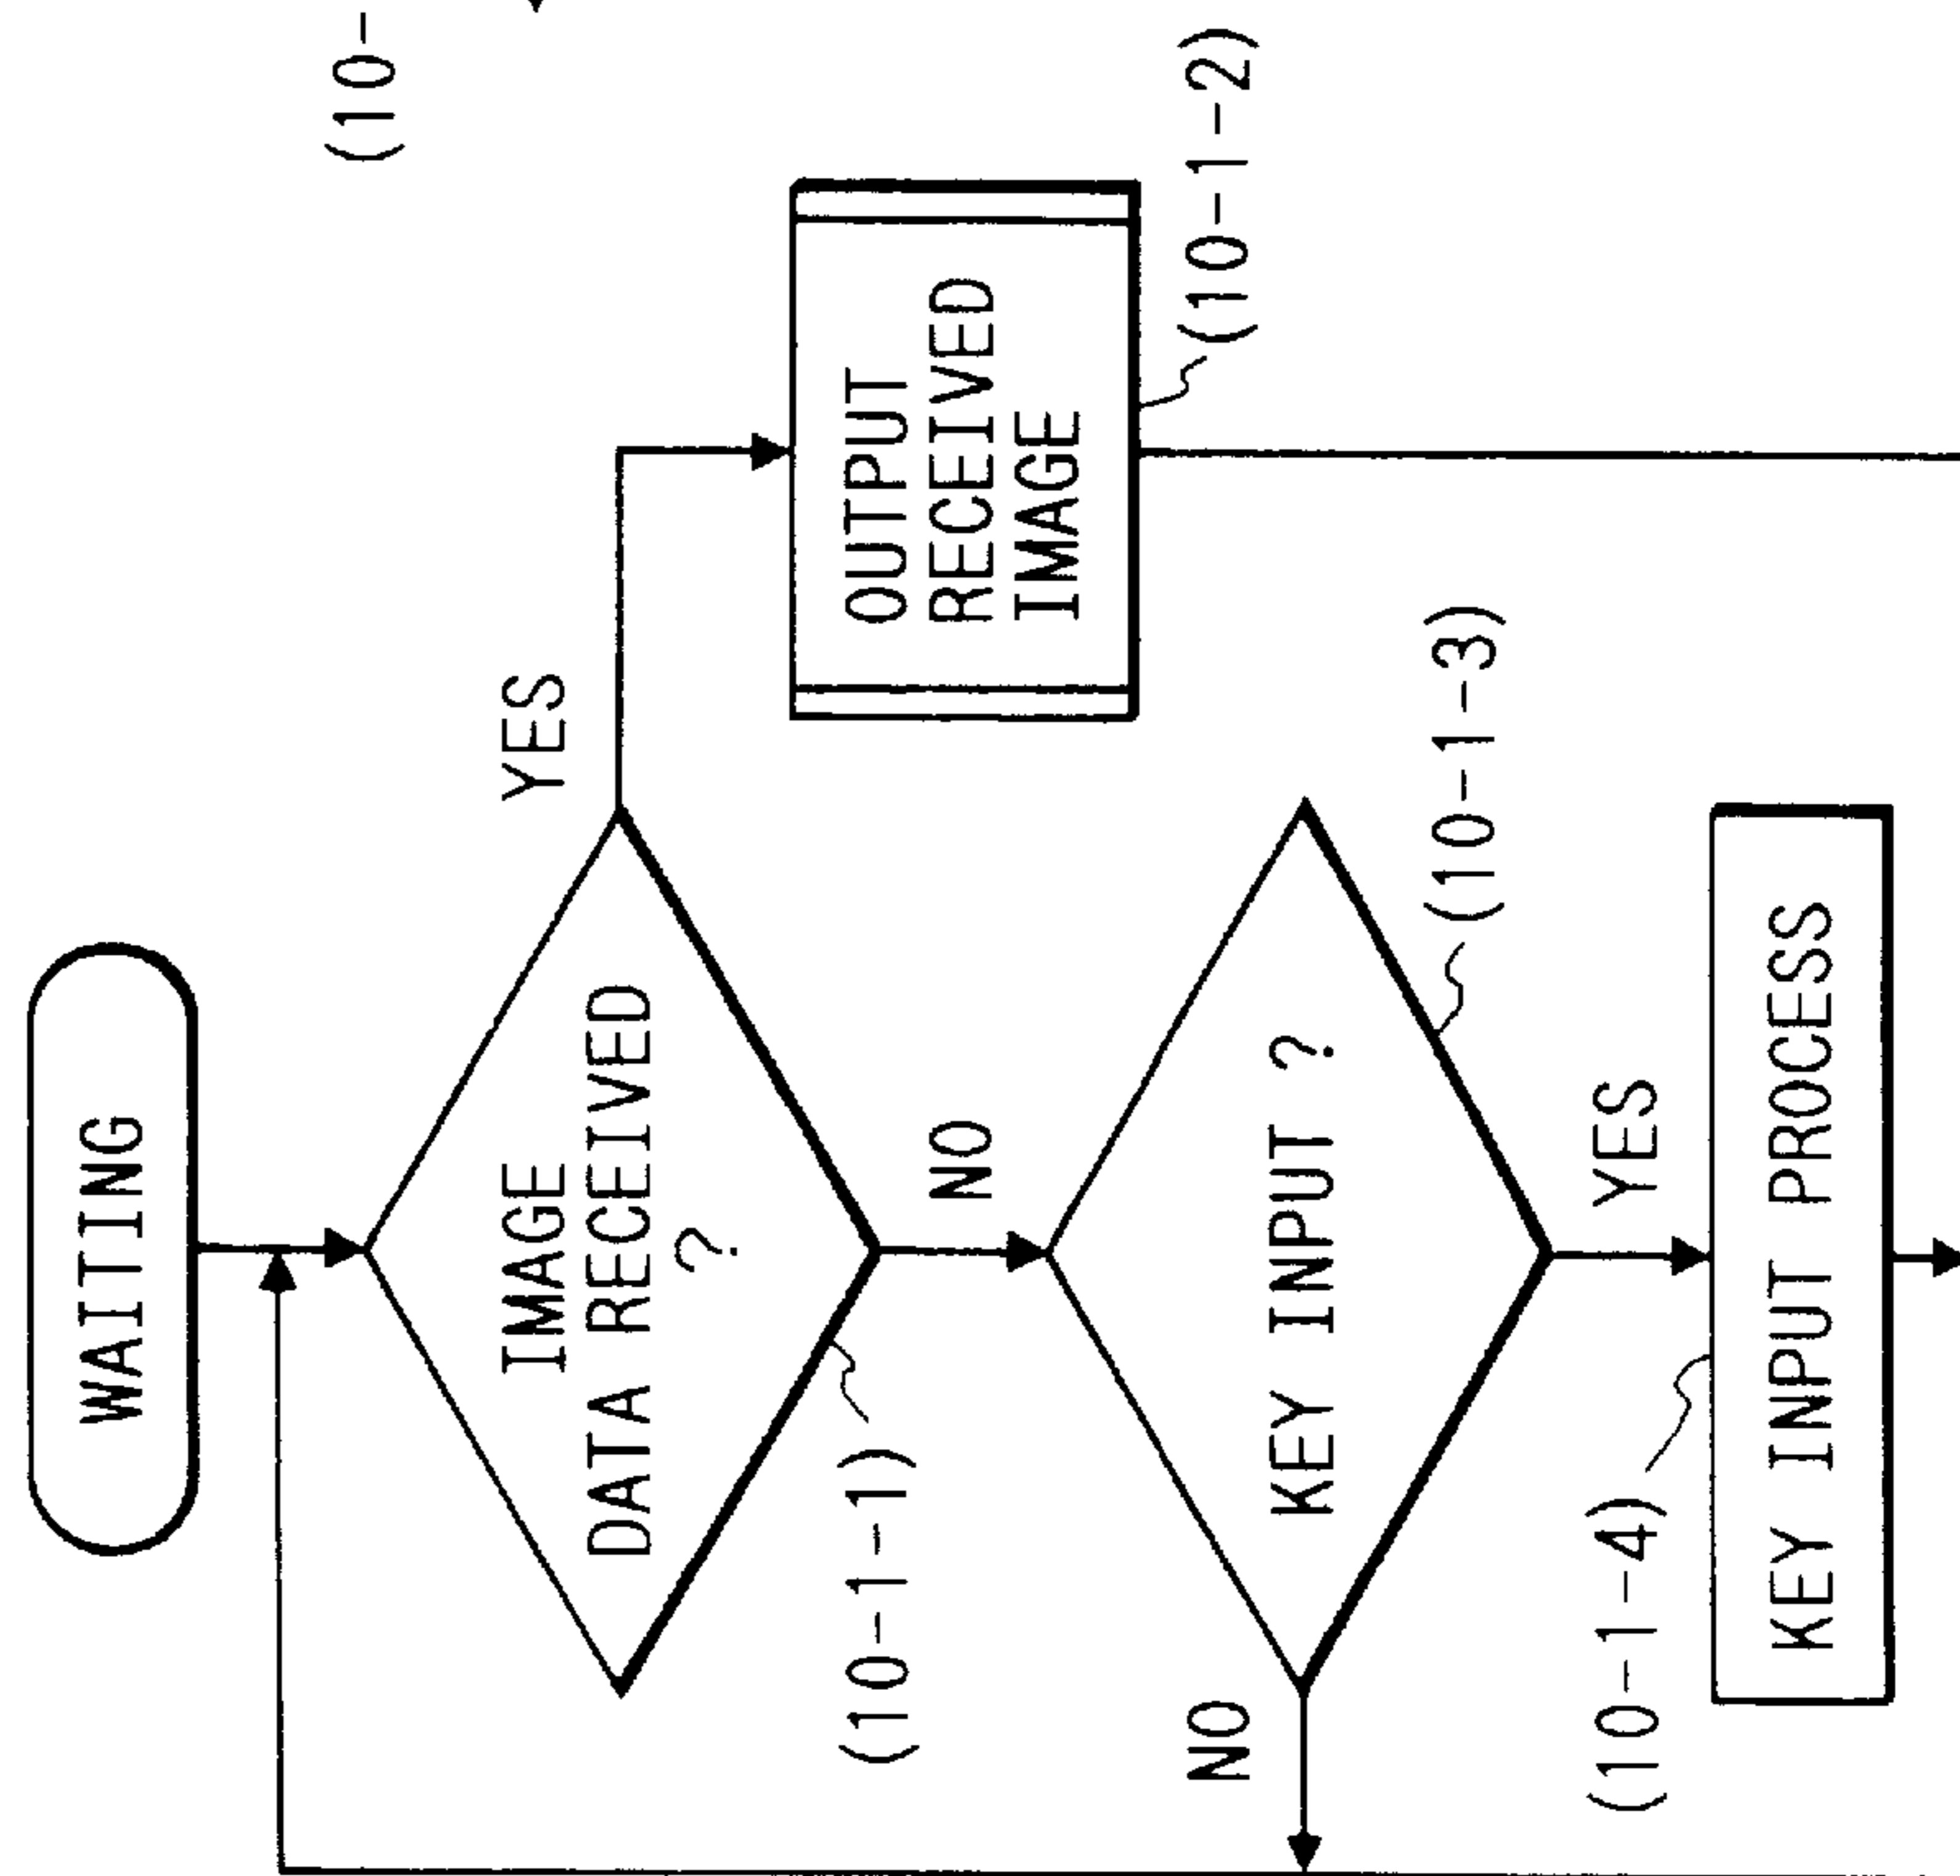 WAITING
IMAGE
DATA RECEIVED
?
(10-1-1)
YES
OUTPUT
RECEIVED
IMAGE
(10-1-2)
NO
KEY INPUT ?
(10-1-3)
NO
YES
(10-1-4)
KEY INPUT PROCESS
(10-